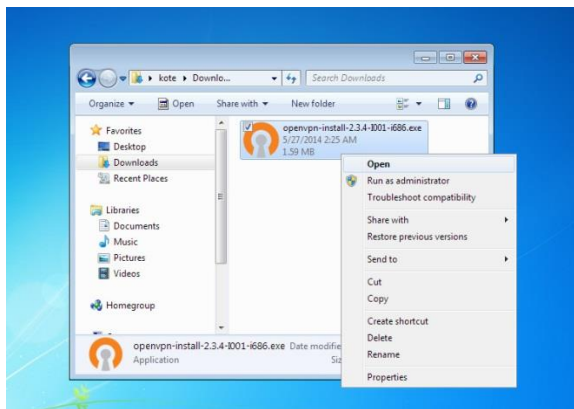 kote
Downlo...
Search Downloads
Organize
Open
Share with
New folder
Favorites
Desktop
Downloads
Recent Places
Libraries
Documents
Music
Pictures
Videos
Homegroup
openvpn-install-2.3.4-I001-i686.exe
5/27/2014 2:25 AM
1.59 MB
Open
Run as administrator
Troubleshoot compatibility
Share with
Restore previous versions
Send to
Cut
Copy
Create shortcut
Delete
Rename
Properties
openvpn-install-2.3.4-I001-i686.exe Date modifie
Application Siz